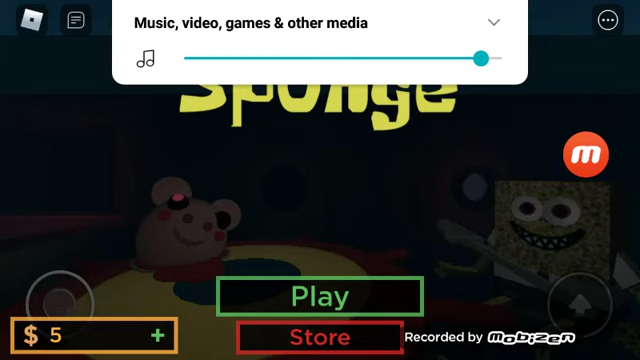 Music, video, games & other media
Sponge
Play
$ 5 +
Store
Recorded by Mobizen